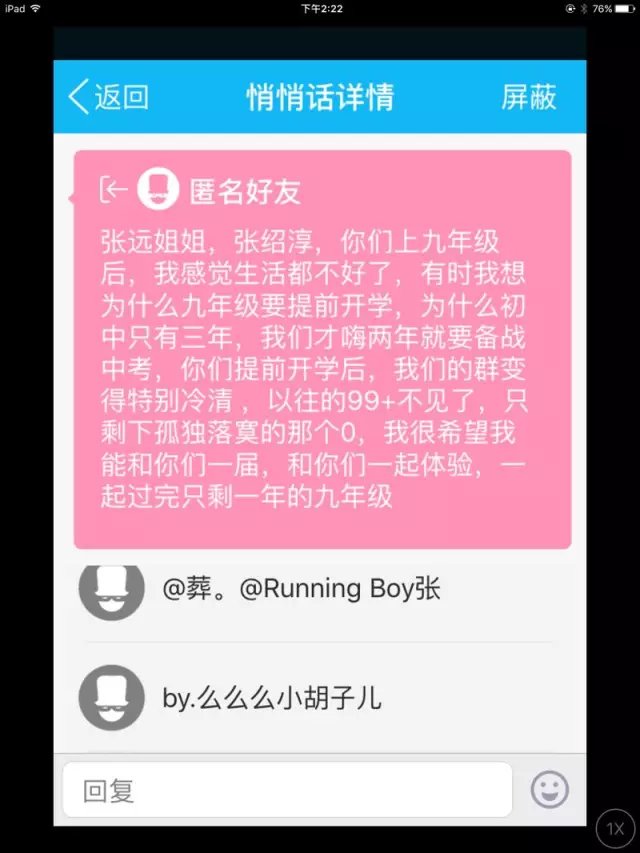 iPad 下午2:22 76%
返回 悄悄话详情 屏蔽
匿名好友
张远姐姐，张绍淳，你们上九年级
后，我感觉生活都不好了，有时我想
为什么九年级要提前开学，为什么初
中只有三年，我们才嗨两年就要备战
中考，你们提前开学后，我们的群变
得特别冷清 ，以往的99+不见了，只
剩下孤独落寞的那个0，我很希望我
能和你们一届，和你们一起体验，一
起过完只剩一年的九年级
@葬。@Running Boy张
by.么么么小胡子儿
回复
1X